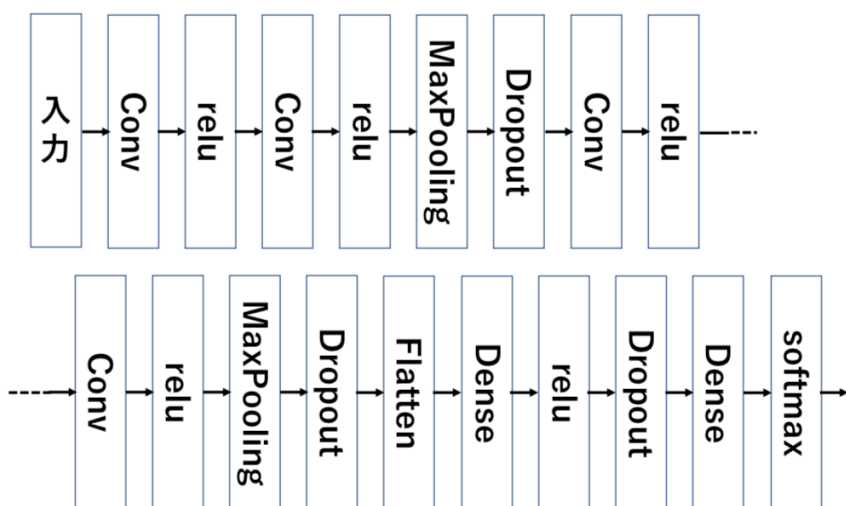 入力
Conv
relu
Conv
relu
MaxPooling
Dropout
Conv
relu
Conv
relu
MaxPooling
Dropout
Flatten
Dense
relu
Dropout
Dense
softmax